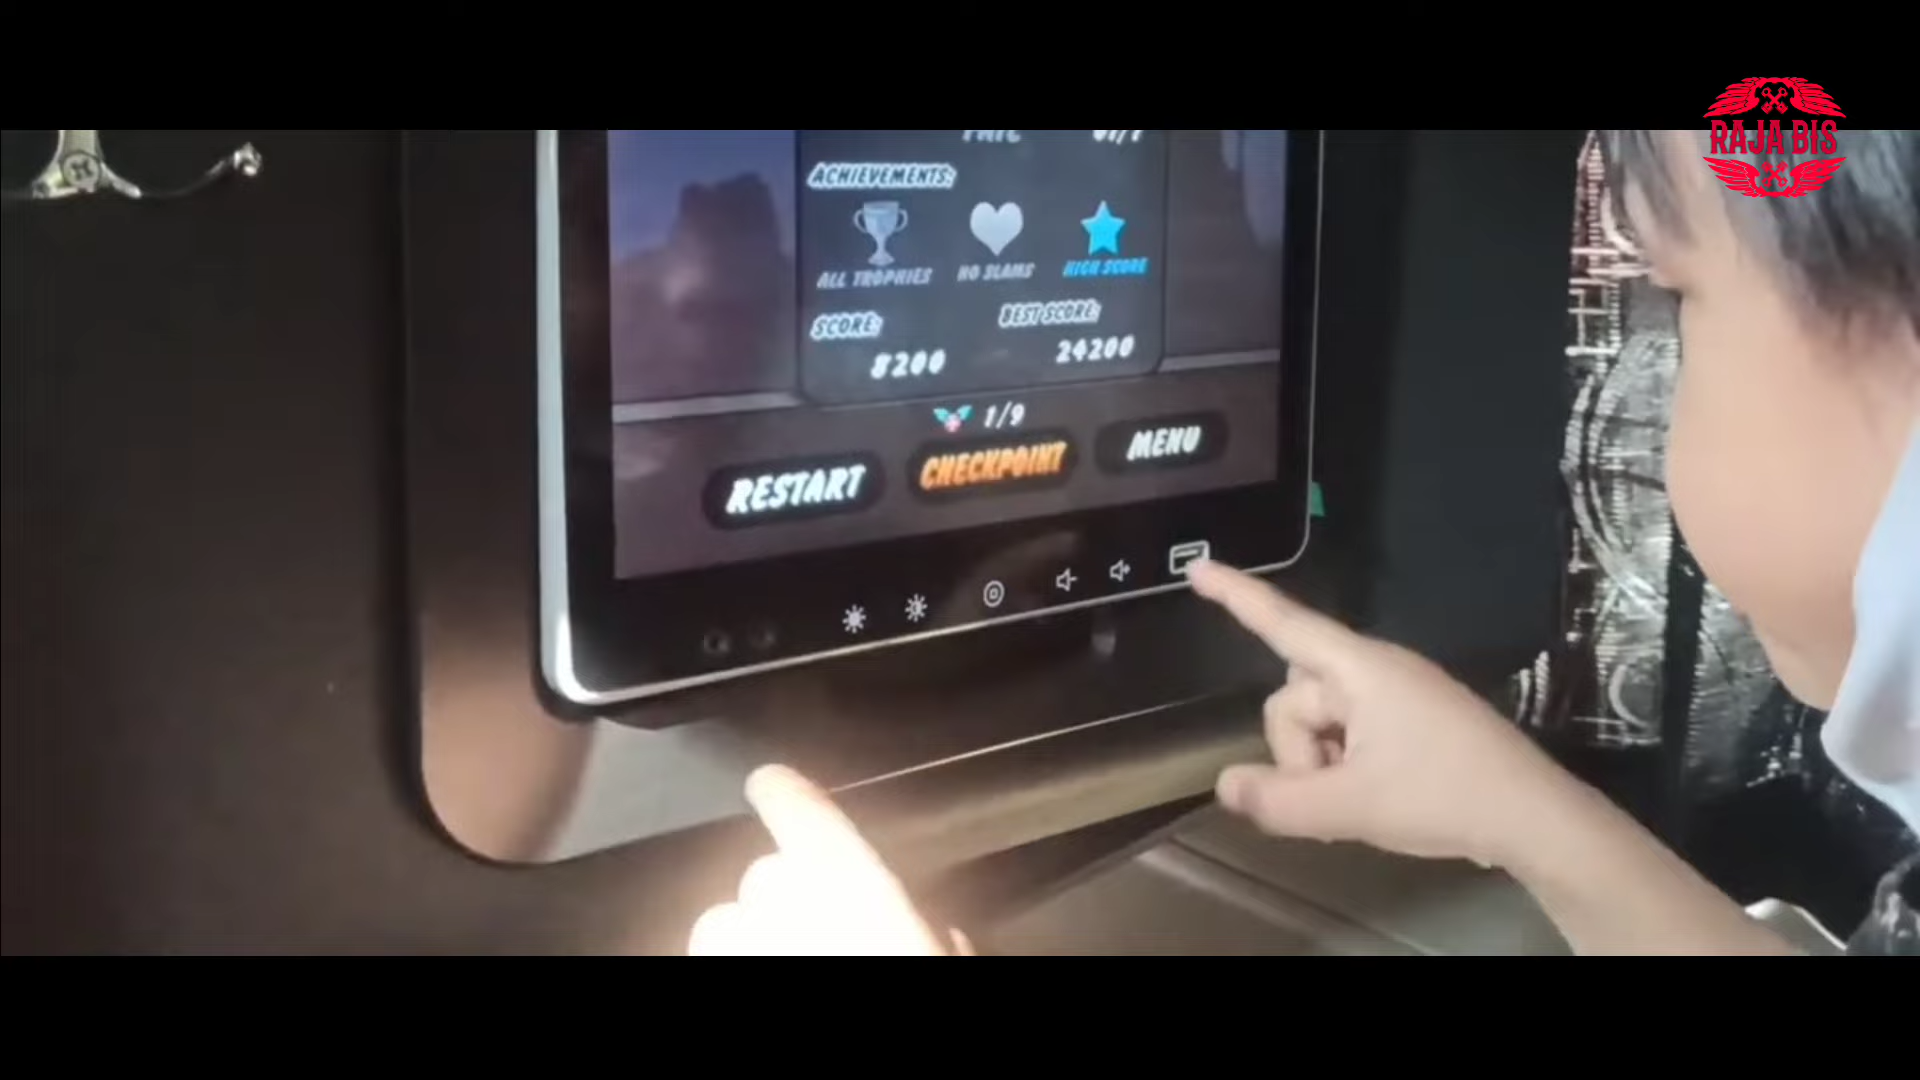 RAJA BIS
ACHIEVEMENTS:
ALL TROPHIES
NO SLAMS
HIGH SCORE
SCORE:
BEST SCORE:
8200
24200
1/9
RESTART
CHECKPOINT
MENU